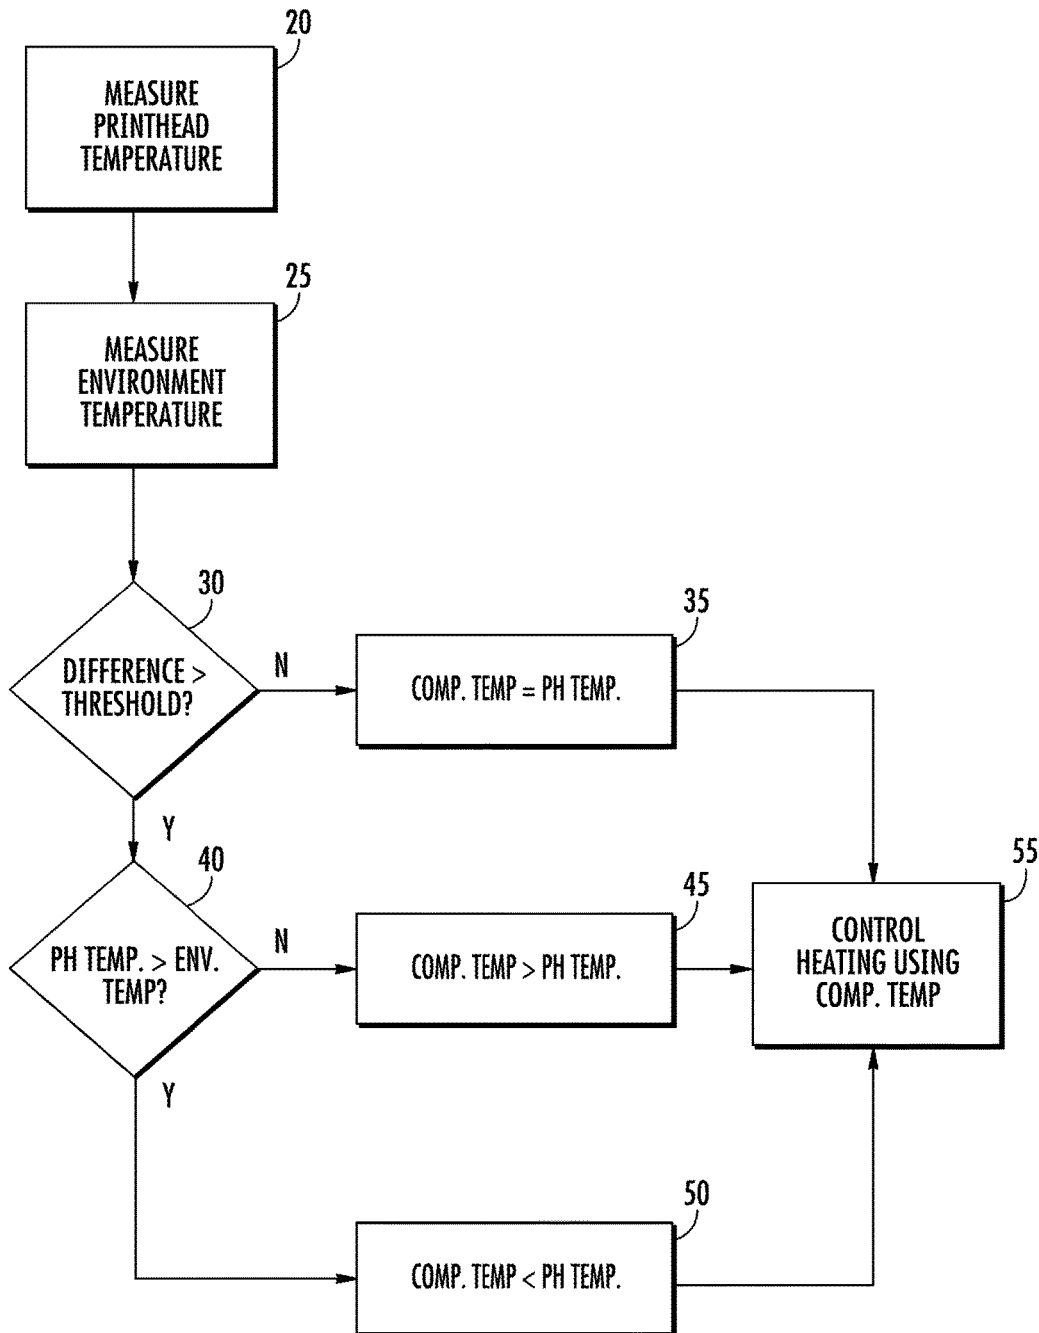 20
MEASURE
PRINTHEAD
TEMPERATURE
25
MEASURE
ENVIRONMENT
TEMPERATURE
30
DIFFERENCE >
THRESHOLD?
N
35
COMP. TEMP = PH TEMP.
Y
40
PH TEMP. > ENV.
TEMP?
N
45
COMP. TEMP > PH TEMP.
55
CONTROL
HEATING USING
COMP. TEMP
Y
50
COMP. TEMP < PH TEMP.